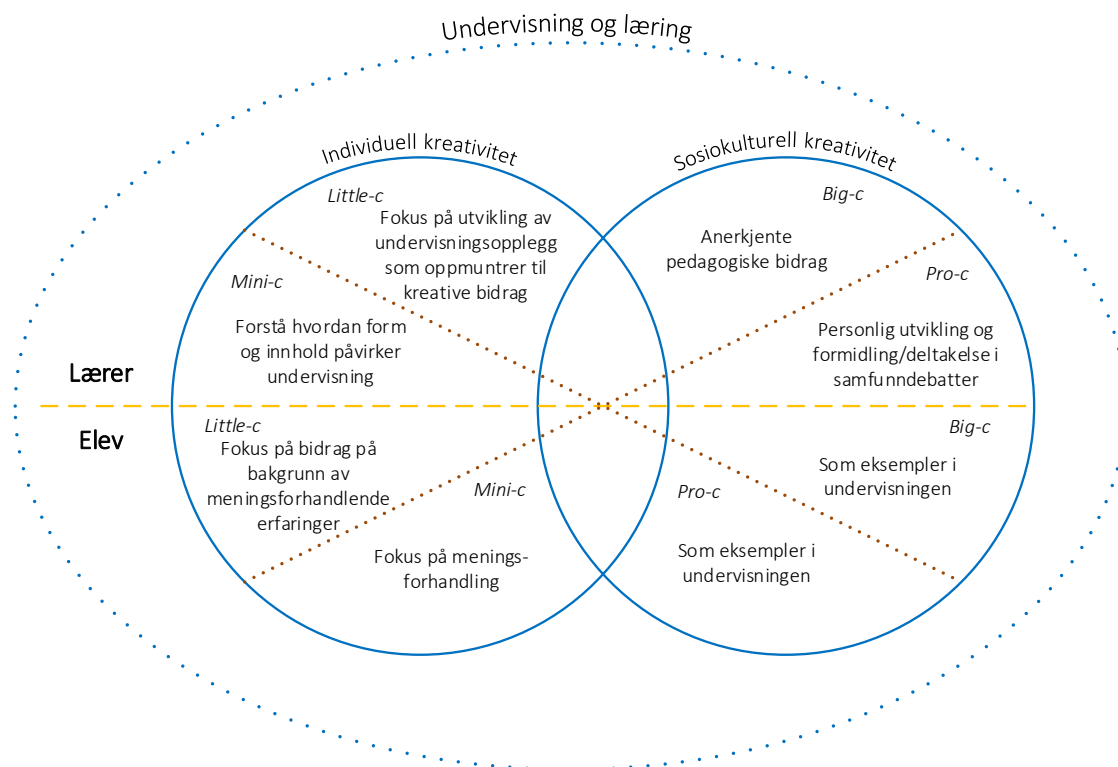 Undervisning og læring
Individuell kreativitet
Sosiokulturell kreativitet
Little-c
Fokus på utvikling av
undervisningsopplegg
som oppmuntrer til
kreative bidrag
Big-c
Anerkjente
pedagogiske bidrag
Mini-c
Forstå hvordan form
og innhold påvirker
undervisning
Pro-c
Personlig utvikling og
formidling/deltakelse i
samfunndebatter
Lærer
Elev
Little-c
Fokus på bidrag på
bakgrunn av
meningsforhandlende
erfaringer
Mini-c
Fokus på menings-
forhandling
Pro-c
Som eksempler i
undervisningen
Big-c
Som eksempler i
undervisningen